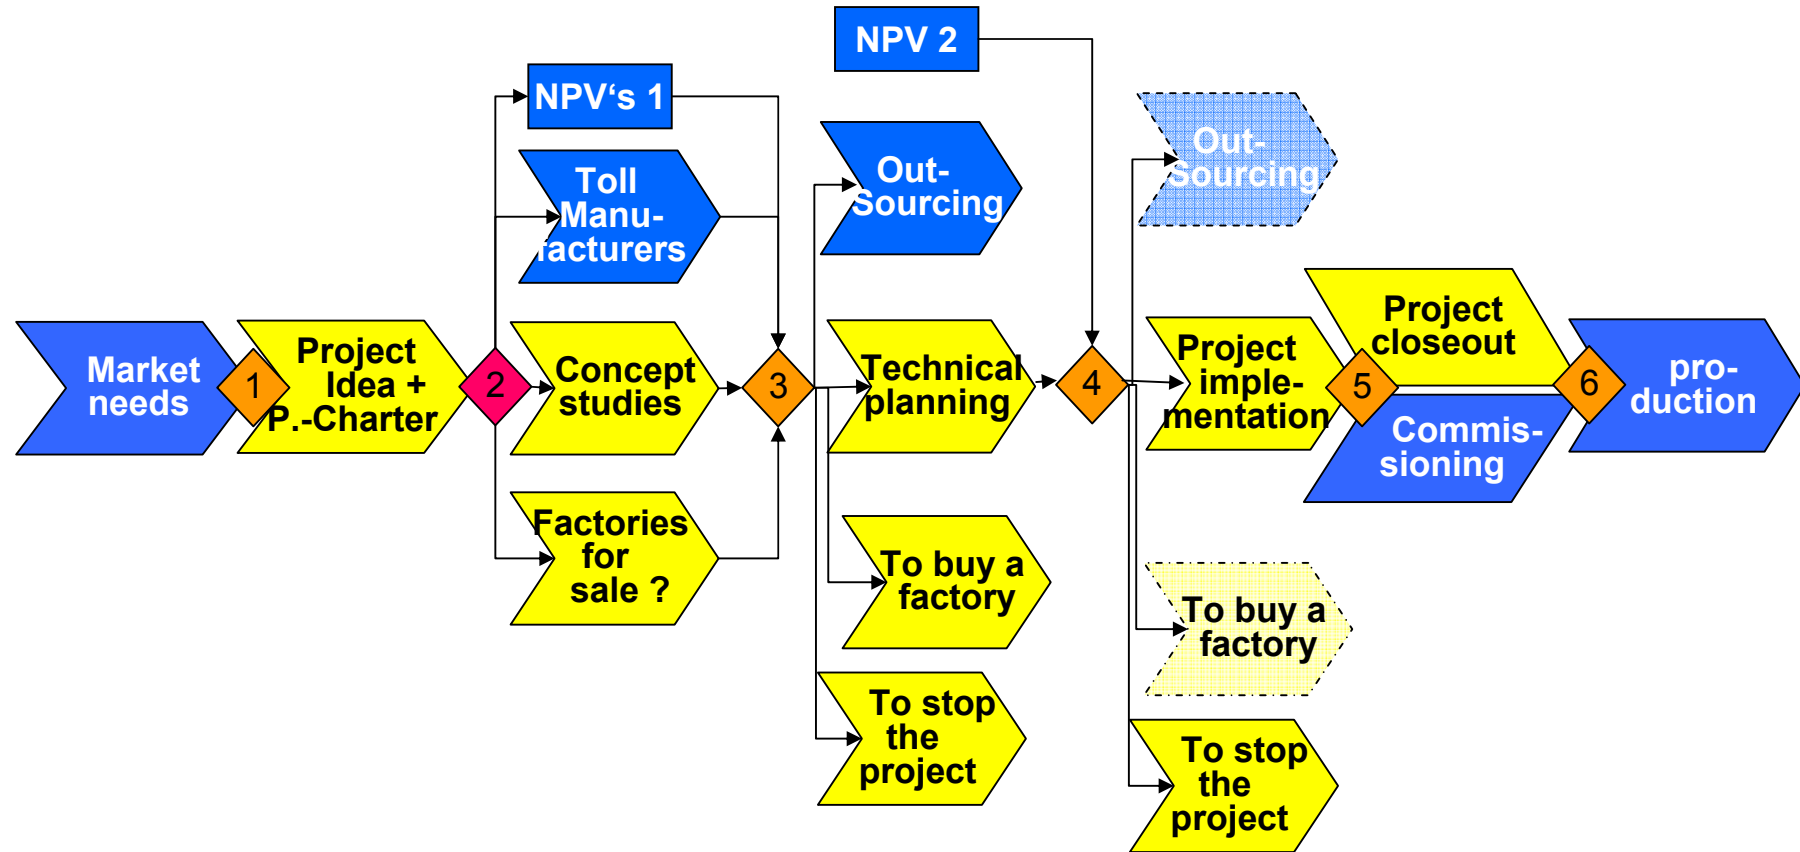 NPV 2
NPV‘s 1
Toll
Manu-
facturers
Out-
Sourcing
Out-
Sourcing
Market
needs
1
Project
Idea +
P.-Charter
2
Concept
studies
3
Technical
planning
4
Project
imple-
mentation
5
Project
closeout
Commis-
sioning
6
pro-
duction
Factories
for
sale ?
To buy a
factory
To buy a
factory
To stop
the
project
To stop
the
project